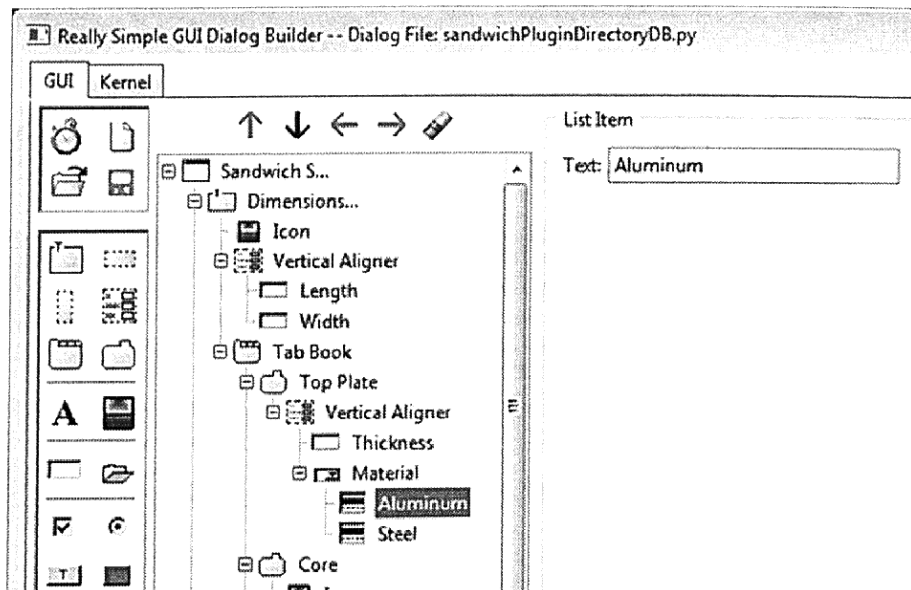 Really Simple GUI Dialog Builder -- Dialog File: sandwichPluginDirectoryDB.py
GUI Kernel
List Item
Text: Aluminum
Sandwich S...
Dimensions...
Icon
Vertical Aligner
Length
Width
Tab Book
Top Plate
Vertical Aligner
Thickness
Material
Aluminum
Steel
Core
A
T